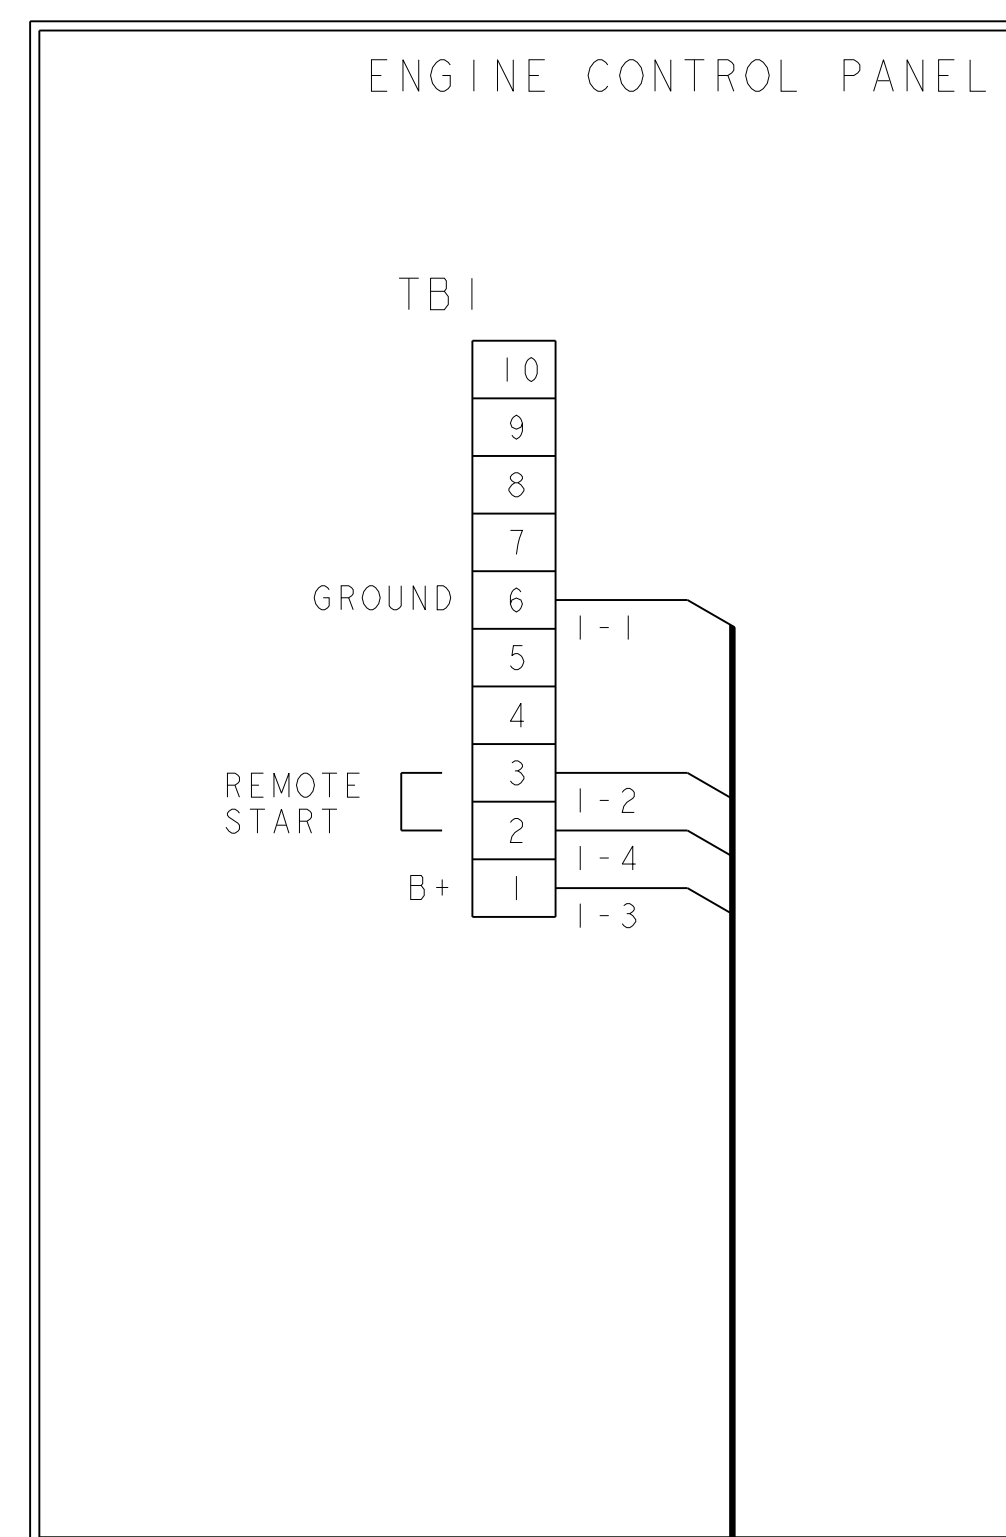 ENGINE CONTROL PANEL
TB1
10
9
8
7
GROUND 6
1-1
5
4
3
REMOTE
1-2
START
2
1-4
B+ 1
1-3